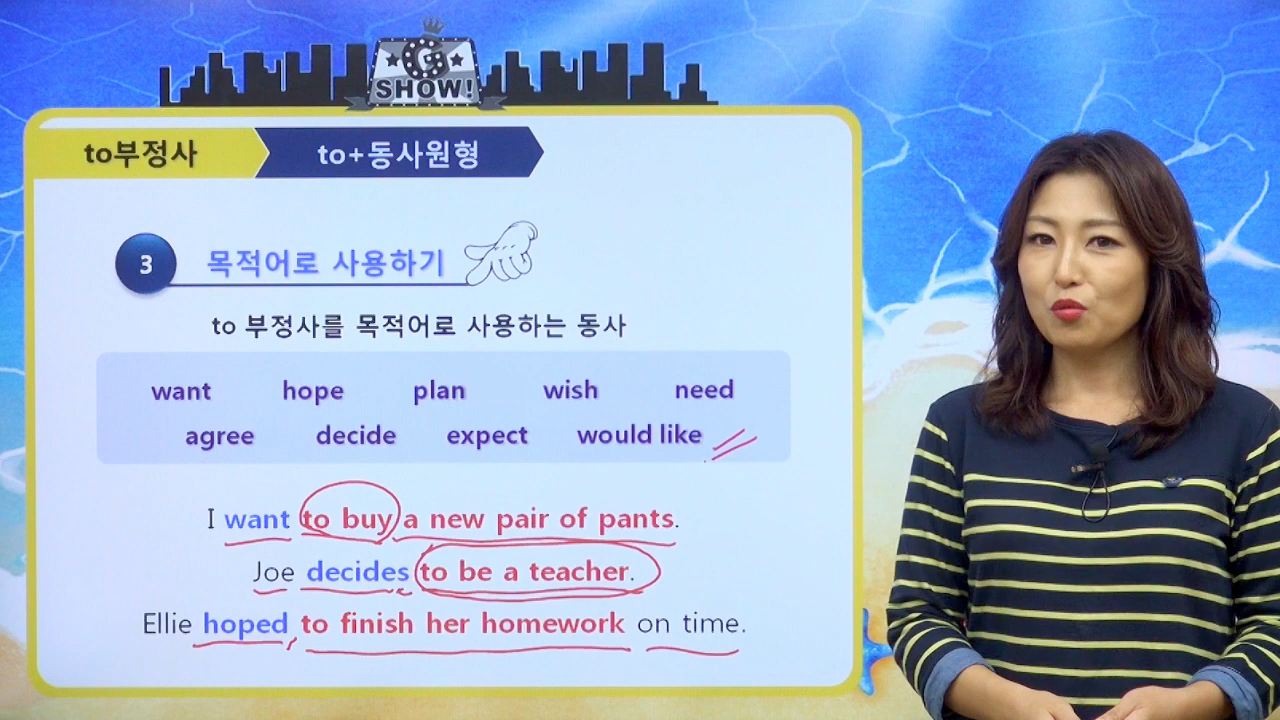 G
SHOW!
to부정사 to+동사원형
3 목적어로 사용하기
to 부정사를 목적어로 사용하는 동사
want hope plan wish need
agree decide expect would like
I want to buy a new pair of pants.
Joe decides to be a teacher.
Ellie hoped to finish her homework on time.